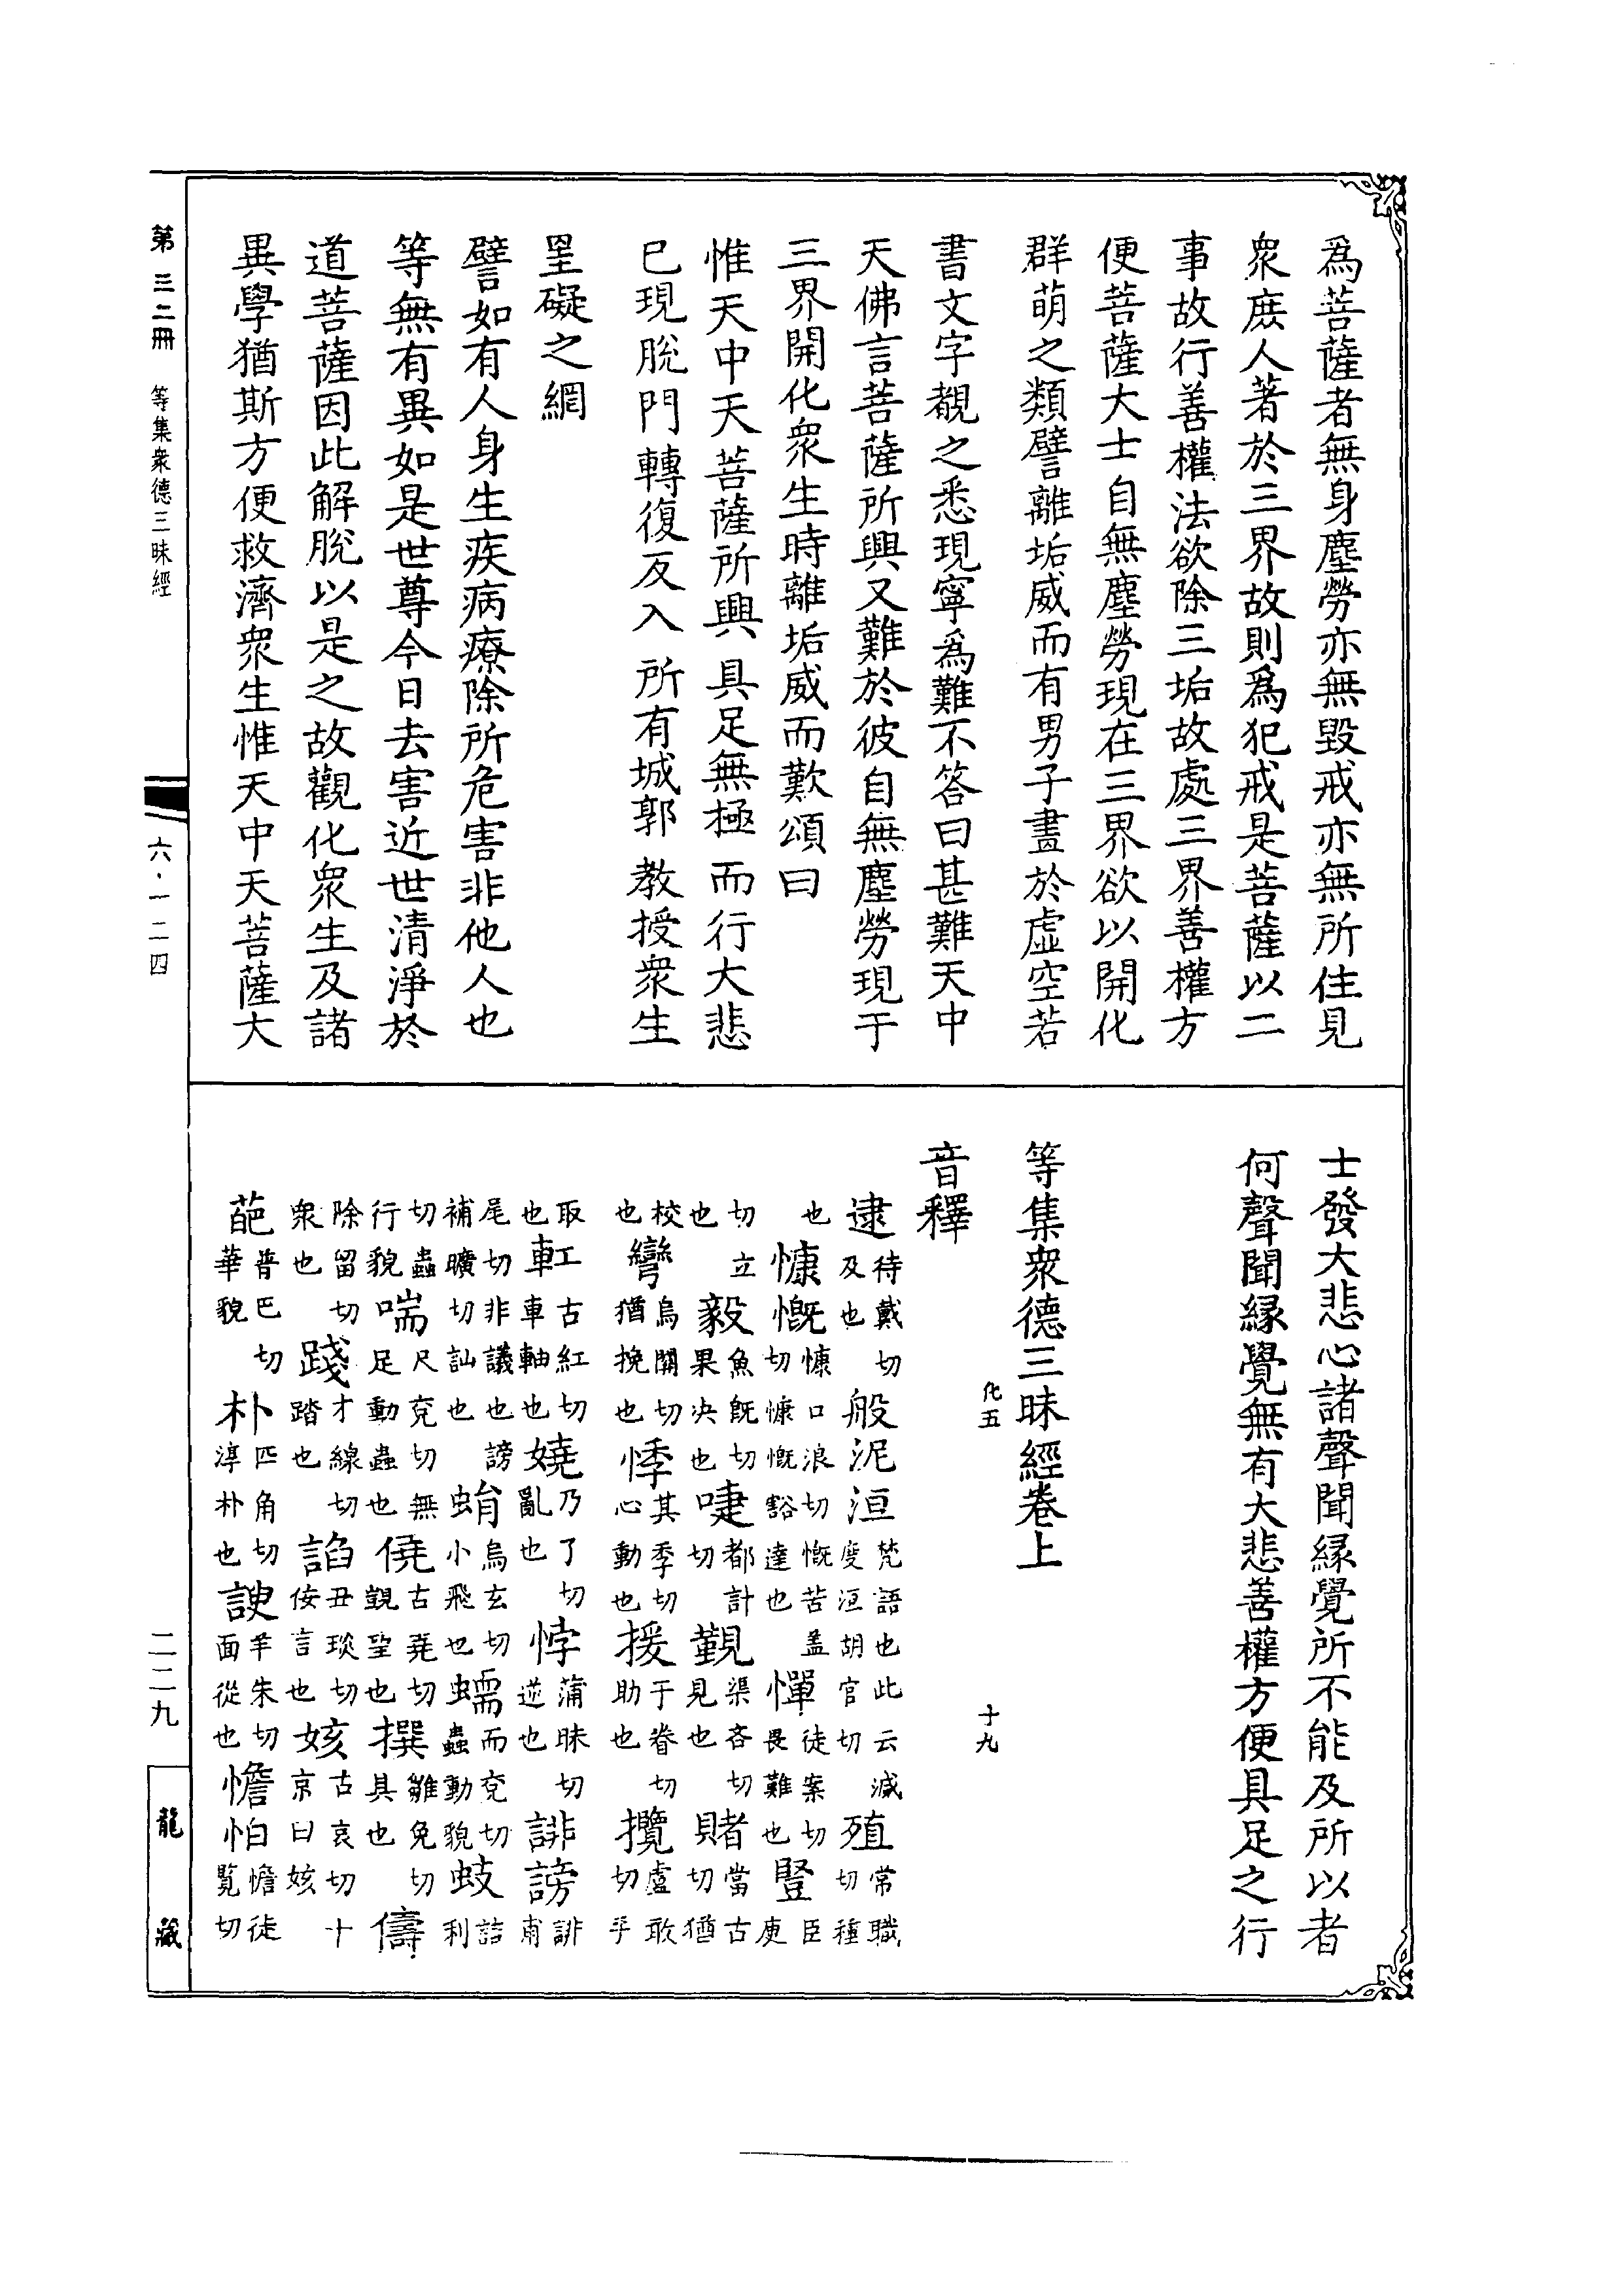 爲菩薩者無身塵勞亦無毀戒亦無所住見
衆庶人著於三界故則爲犯戒是菩薩以二
事故行善權法欲除三垢故處三界善權方
便菩薩大士自無塵勞現在三界欲以開化
群萌之類譬離垢威而有男子晝於虛空若
書文字覩之悉現寧爲難不答曰甚難天中
天佛言菩薩所興又難於彼自無塵勞現于
三界開化衆生時離垢威而歎頌曰
惟天中天菩薩所興 具足無極 而行大悲
已現脫門轉復反入 所有城郭 教授衆生
罣礙之網
譬如有人身生疾病療除所危害非他人也
等無有異如是世尊今日去害近世清淨於
道菩薩因此解脫以是之故觀化衆生及諸
異學猶斯方便救濟衆生惟天中天菩薩大
士發大悲心諸聲聞緣覺所不能及所以者
何聲聞緣覺無有大悲善權方便具足之行
等集衆德三昧經卷上
化五 十九
音釋
逮待戴切及也 般泥洹梵語也此云滅度洹胡官切 殖常職切種
也 慷慨慷口浪切慨苦盖切慷慨豁達也 憚徒案切畏難也 豎臣庾
切立也 毅魚既切果決也 啑都計切 覲渠吝切見也 賭當古切猶
校也 彎烏關切猶挽也 悸其季切心動也 援于眷切助也 攬盧敢切手
取也 軖古紅切車軸也 嬈乃了切亂也 悖蒲昧切逆也 誹謗誹甫
尾切非議也謗補曠切訕也 蜎烏玄切小飛也 蠕而兗切蟲動貌 蚑詰利
切蟲行貌 喘尺兗切無足動蟲也 僥古堯切覬望也 撰雛免切具也 儔
除留切衆也 踐才線切踏也 諂丑琰切佞言也 姟古哀切十京曰姟
葩普巴切華貌 朴匹角切淳朴也 諛羊朱切面從也 憺怕憺徒覽切
第三二冊 等集衆德三昧經
六·一二四
二二九
龍藏